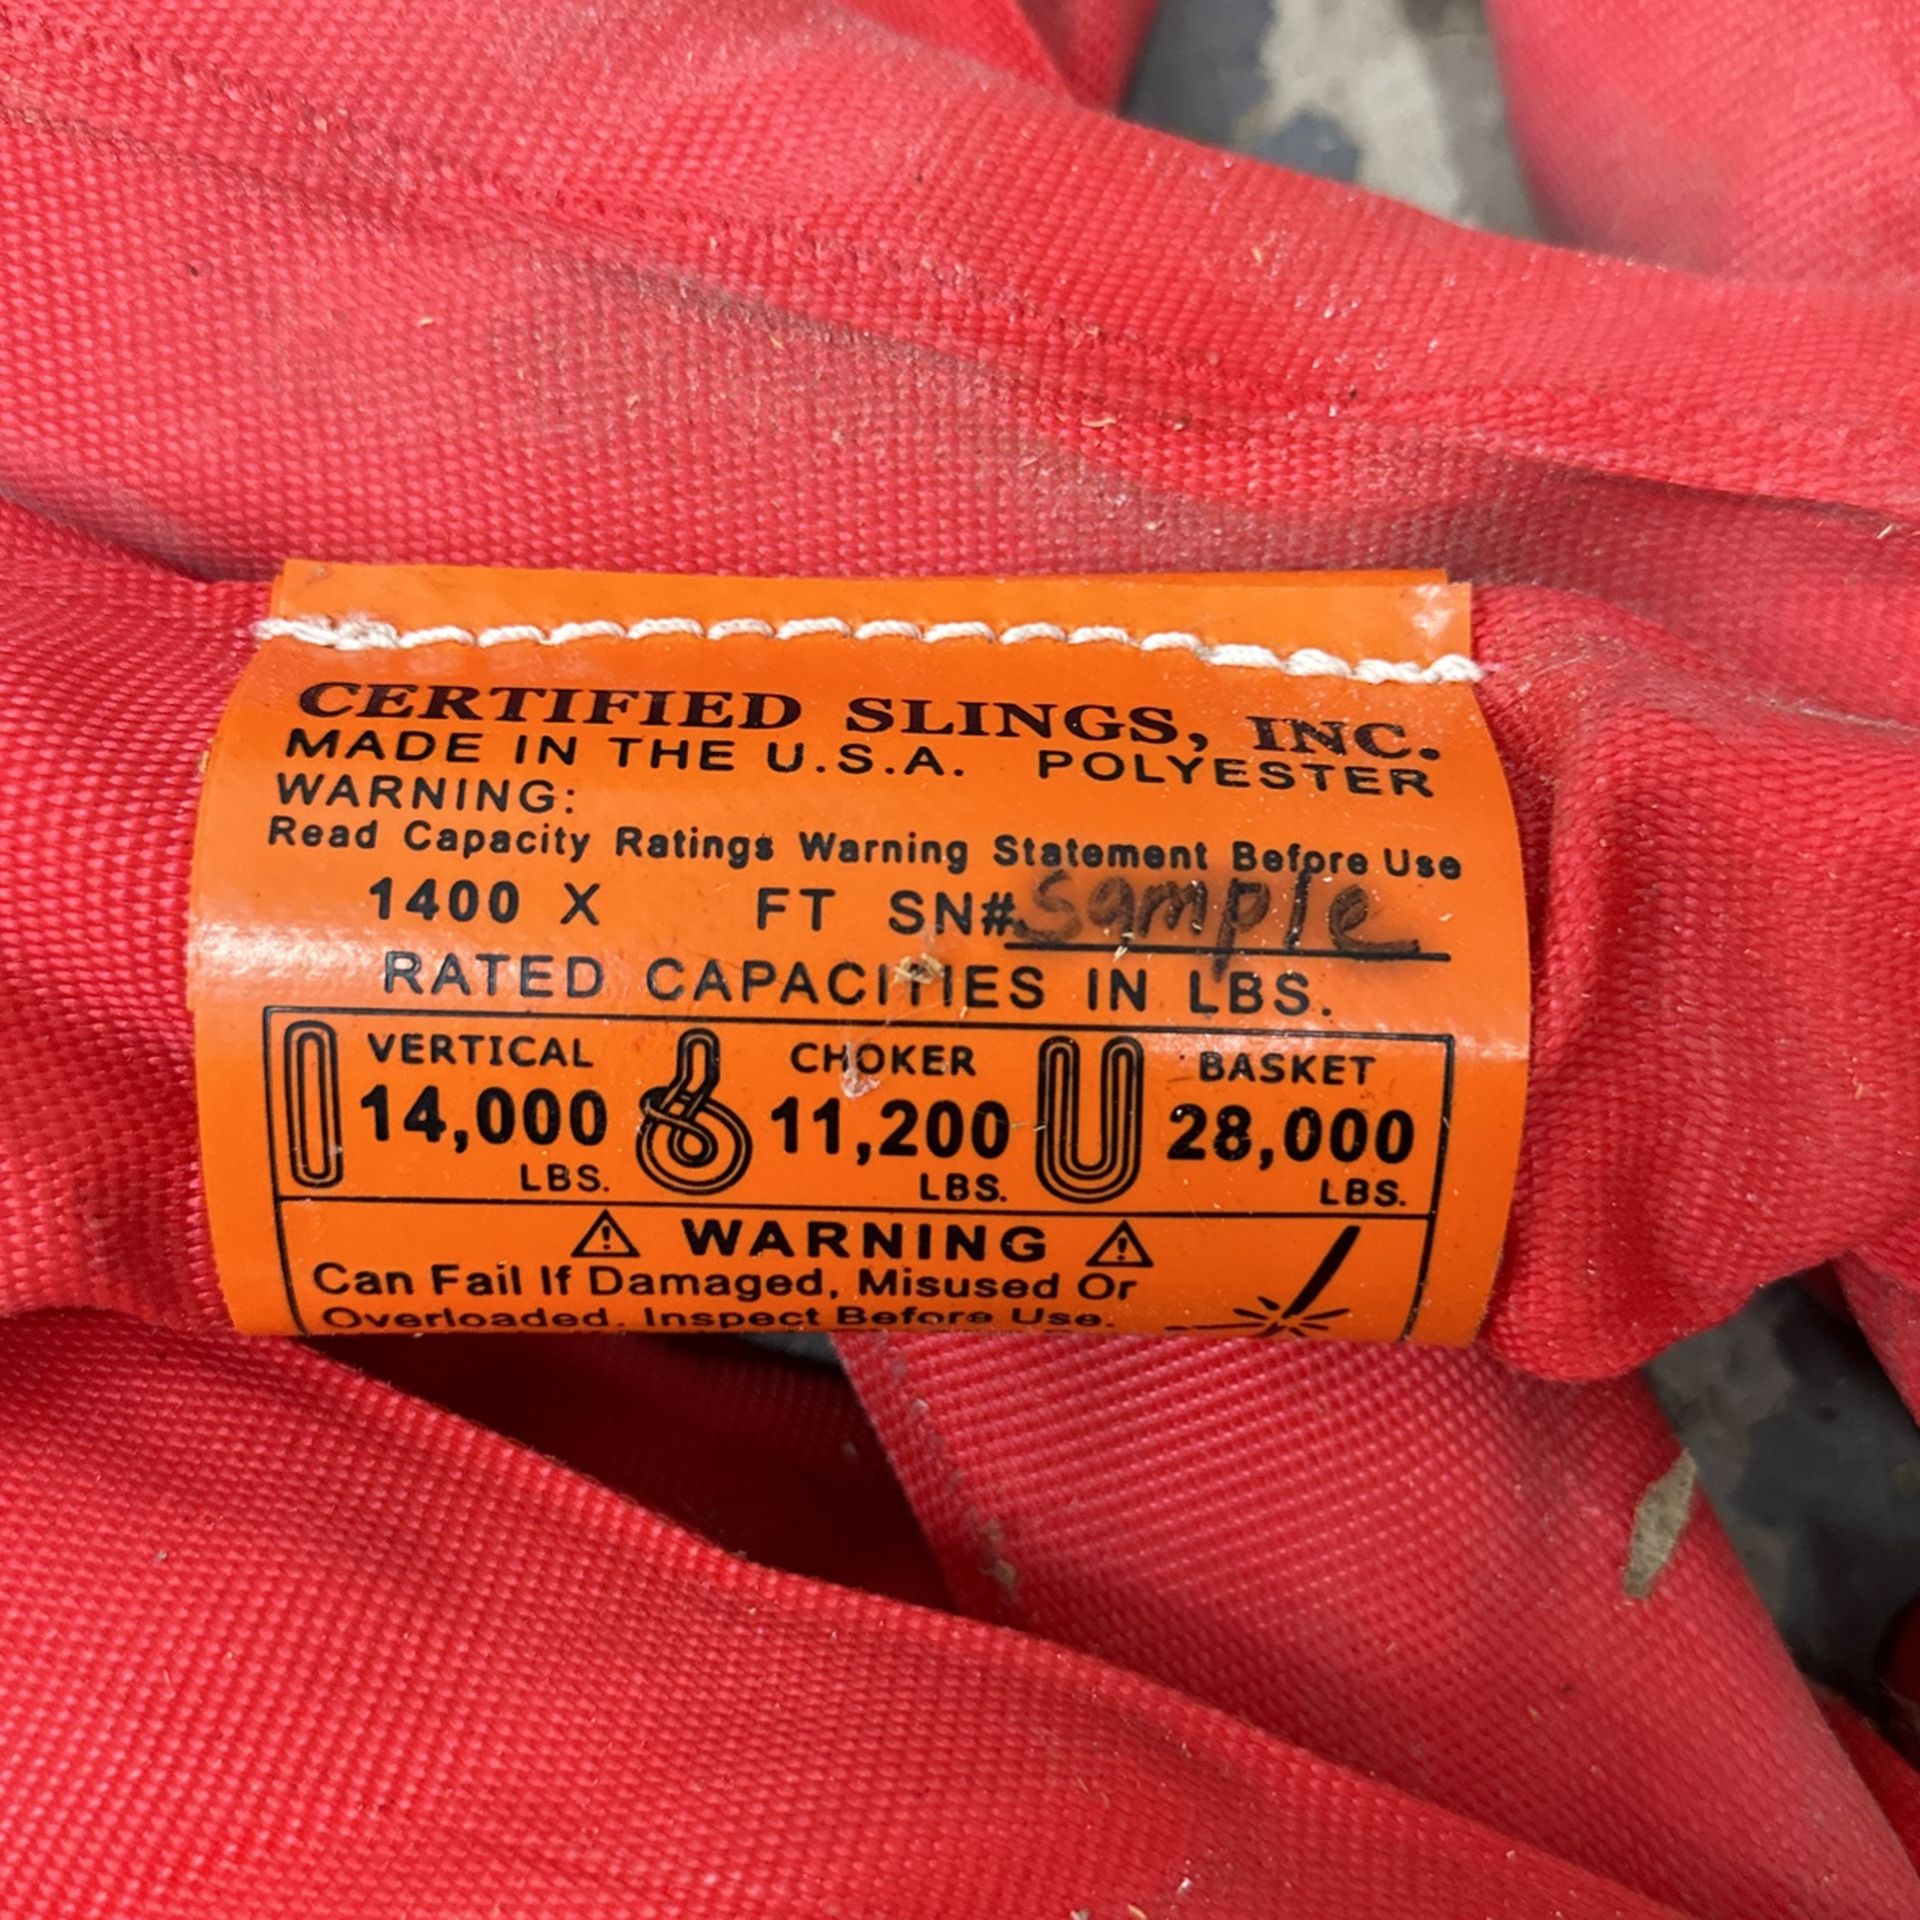 CERTIFIED SLINGS, INC.
MADE IN THE U.S.A. POLYESTER
WARNING:
Read Capacity Ratings Warning Statement Before Use
1400 X FT SN# Sample
RATED CAPACITIES IN LBS.
VERTICAL CHOKER BASKET
14,000 11,200 28,000
LBS. LBS. LBS.
WARNING
Can Fail If Damaged, Misused Or
Overloaded. Inspect Before Use.